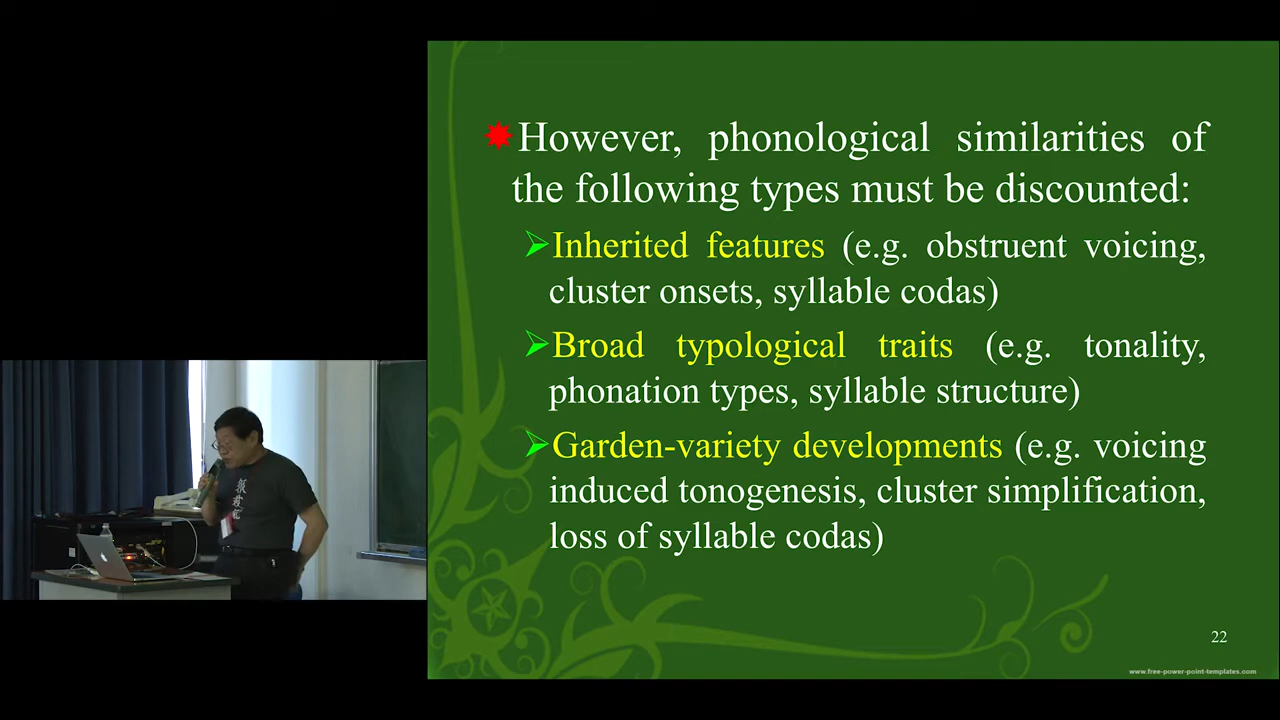 However, phonological similarities of
the following types must be discounted:
Inherited features (e.g. obstruent voicing,
cluster onsets, syllable codas)
Broad typological traits (e.g. tonality,
phonation types, syllable structure)
Garden-variety developments (e.g. voicing
induced tonogenesis, cluster simplification,
loss of syllable codas)
22
www.free-power-point-templates.com